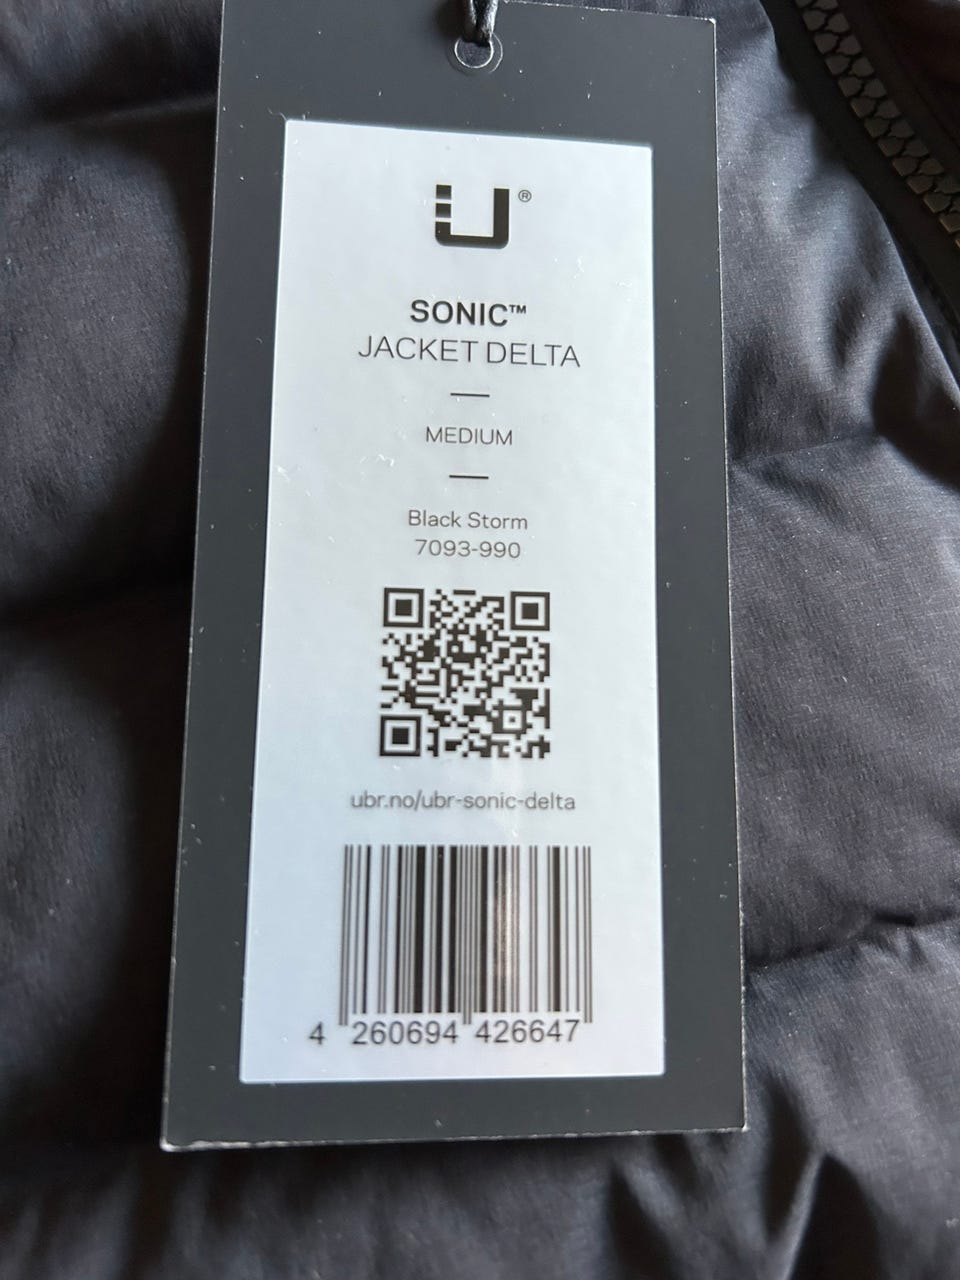 U®
SONIC™
JACKET DELTA
MEDIUM
Black Storm
7093-990
ubr.no/ubr-sonic-delta
4 260694 426647